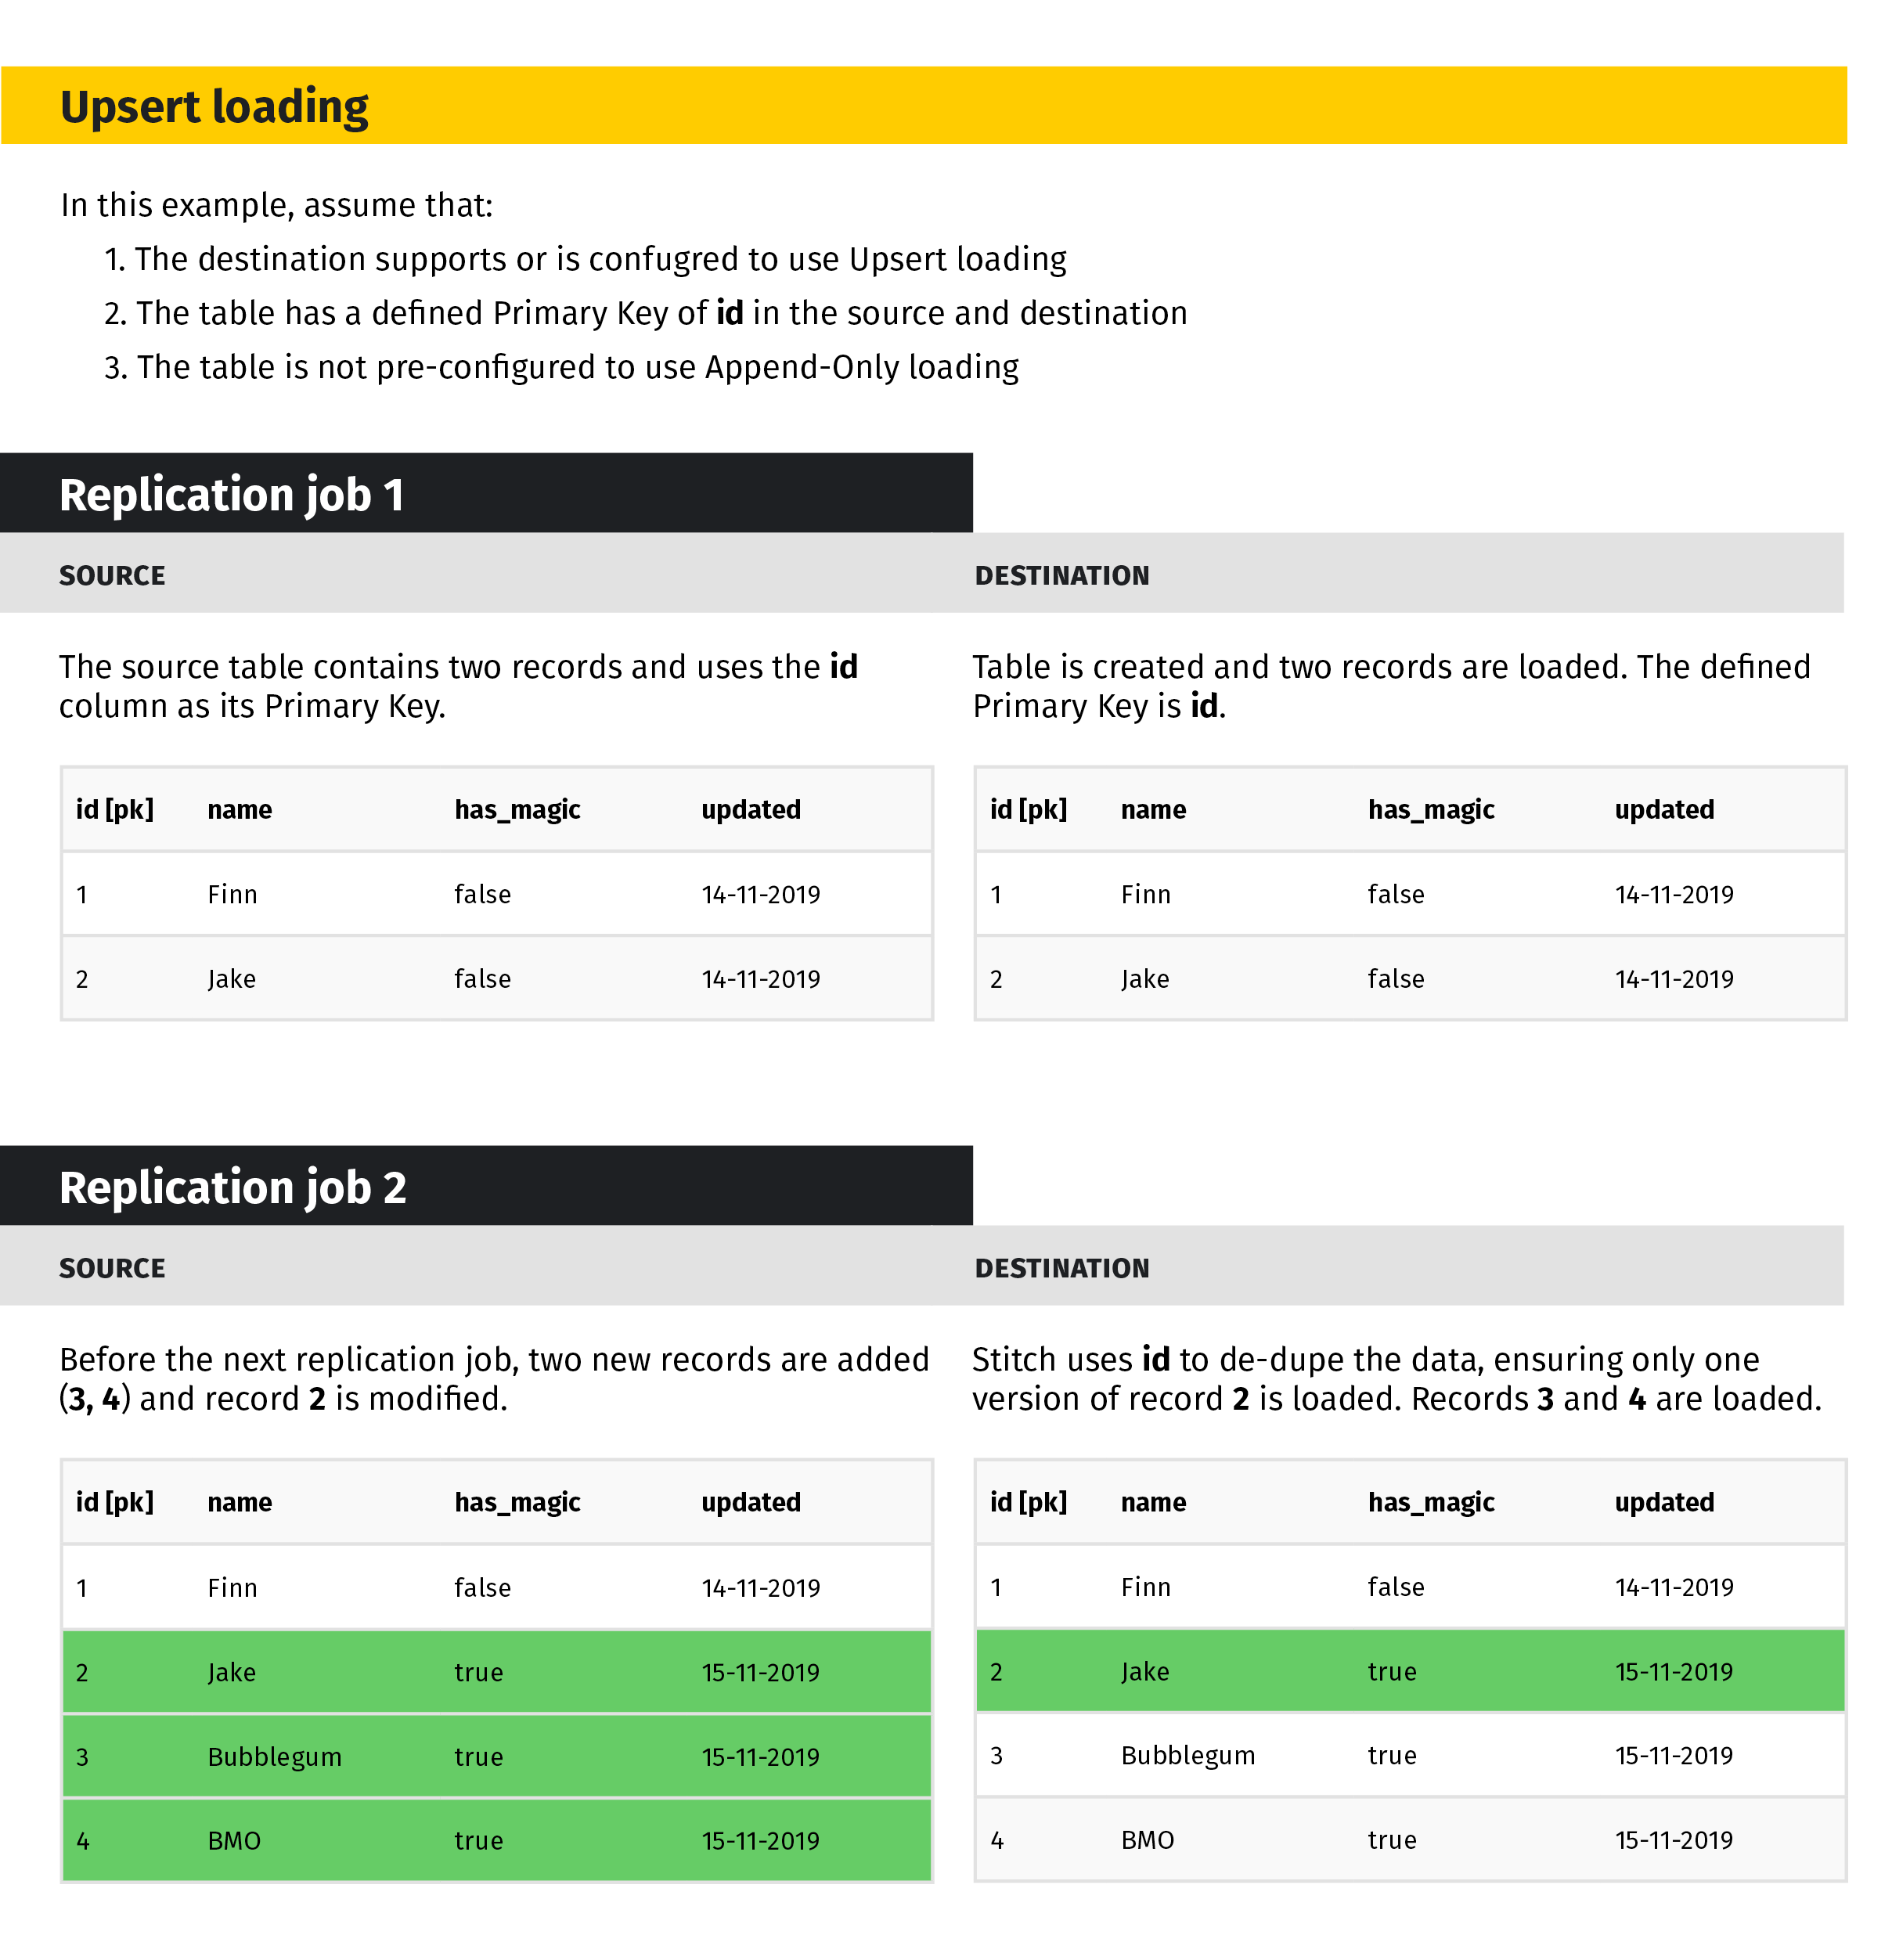 Upsert loading
In this example, assume that:
1. The destination supports or is confugred to use Upsert loading
2. The table has a defined Primary Key of id in the source and destination
3. The table is not pre-configured to use Append-Only loading
Replication job 1
SOURCE
DESTINATION
The source table contains two records and uses the id
column as its Primary Key.
Table is created and two records are loaded. The defined
Primary Key is id.
id [pk] name has_magic updated
1 Finn false 14-11-2019
2 Jake false 14-11-2019
id [pk] name has_magic updated
1 Finn false 14-11-2019
2 Jake false 14-11-2019
Replication job 2
SOURCE
DESTINATION
Before the next replication job, two new records are added
(3, 4) and record 2 is modified.
Stitch uses id to de-dupe the data, ensuring only one
version of record 2 is loaded. Records 3 and 4 are loaded.
id [pk] name has_magic updated
1 Finn false 14-11-2019
2 Jake true 15-11-2019
3 Bubblegum true 15-11-2019
4 BMO true 15-11-2019
id [pk] name has_magic updated
1 Finn false 14-11-2019
2 Jake true 15-11-2019
3 Bubblegum true 15-11-2019
4 BMO true 15-11-2019